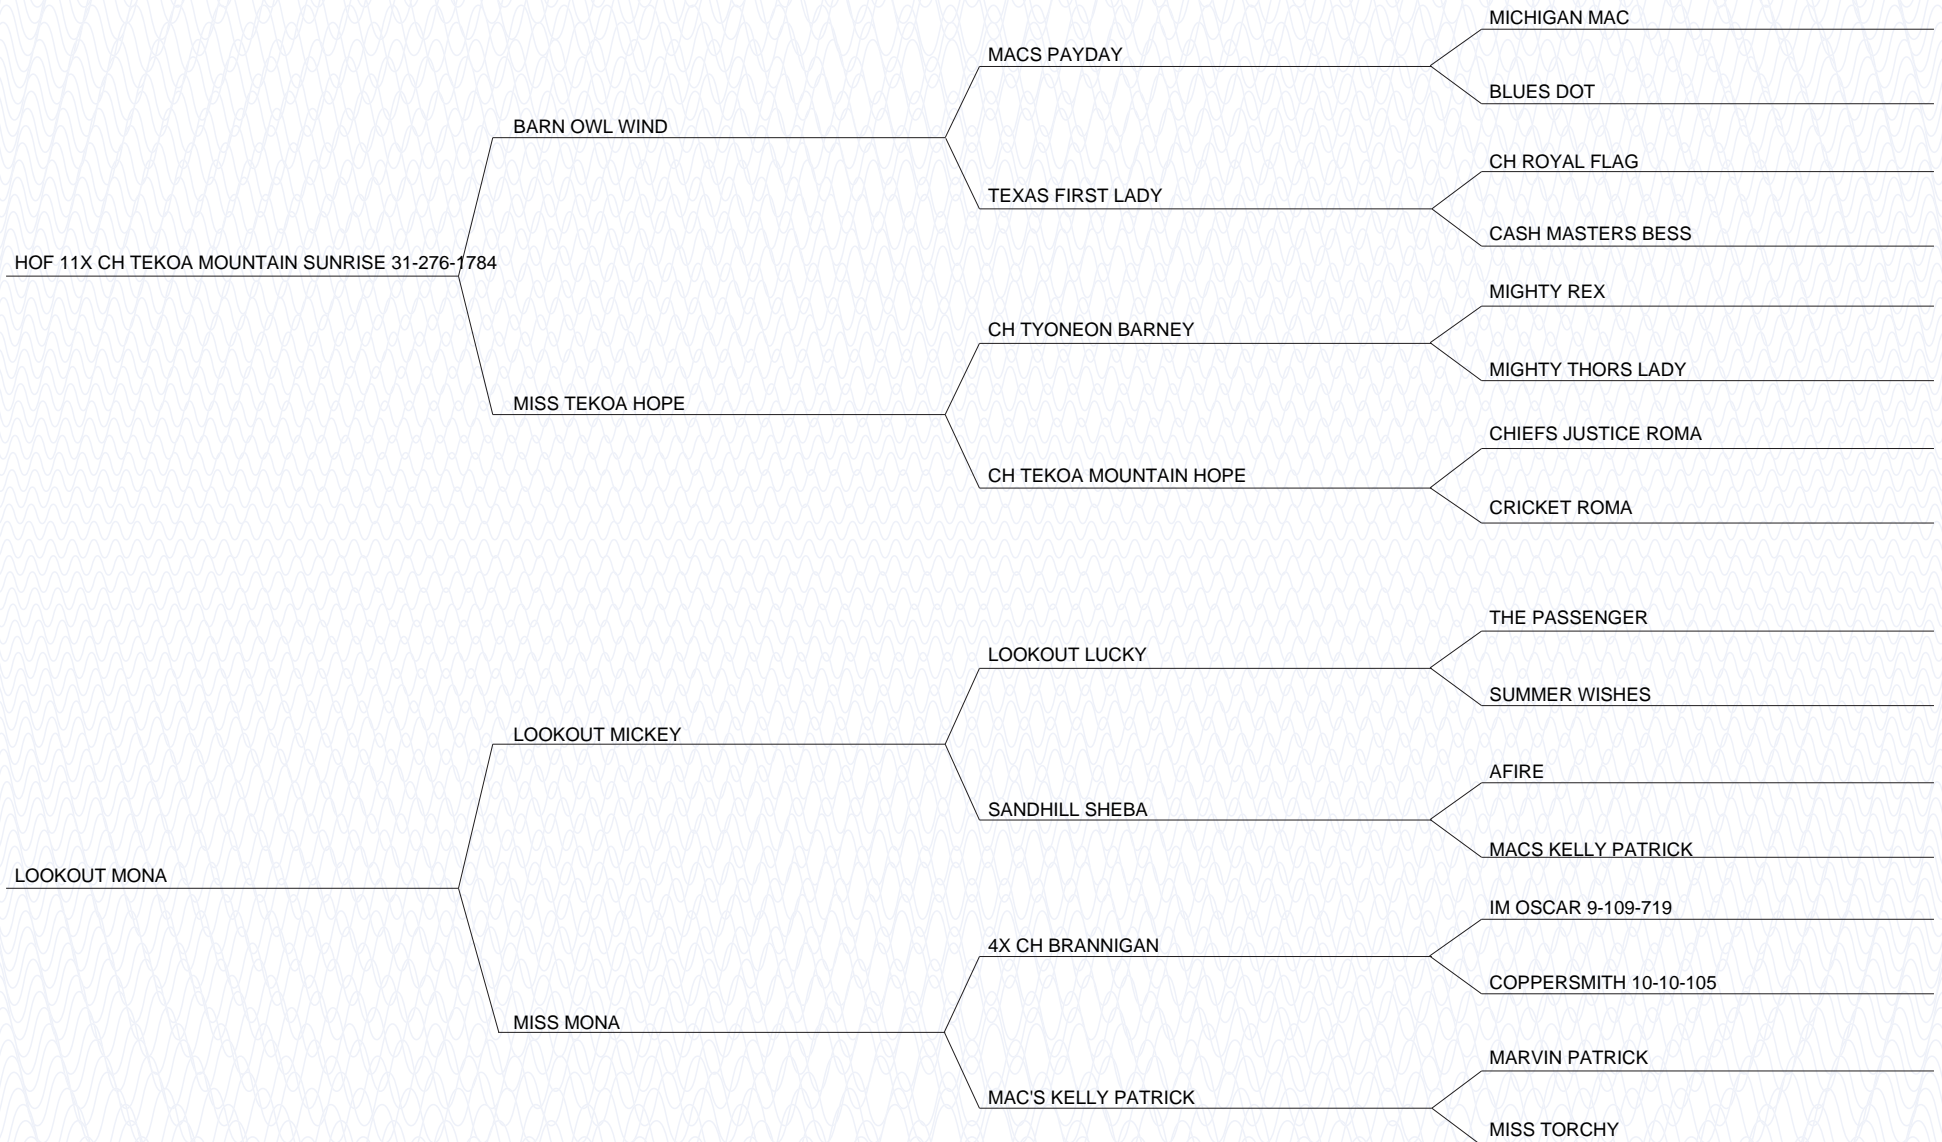 MICHIGAN MAC
MACS PAYDAY
BLUES DOT
BARN OWL WIND
CH ROYAL FLAG
TEXAS FIRST LADY
CASH MASTERS BESS
HOF 11X CH TEKOA MOUNTAIN SUNRISE 31-276-1784
MIGHTY REX
CH TYONEON BARNEY
MIGHTY THORS LADY
MISS TEKOA HOPE
CHIEFS JUSTICE ROMA
CH TEKOA MOUNTAIN HOPE
CRICKET ROMA
THE PASSENGER
LOOKOUT LUCKY
SUMMER WISHES
LOOKOUT MICKEY
AFIRE
SANDHILL SHEBA
MACS KELLY PATRICK
LOOKOUT MONA
IM OSCAR 9-109-719
4X CH BRANNIGAN
COPPERSMITH 10-10-105
MISS MONA
MARVIN PATRICK
MAC'S KELLY PATRICK
MISS TORCHY